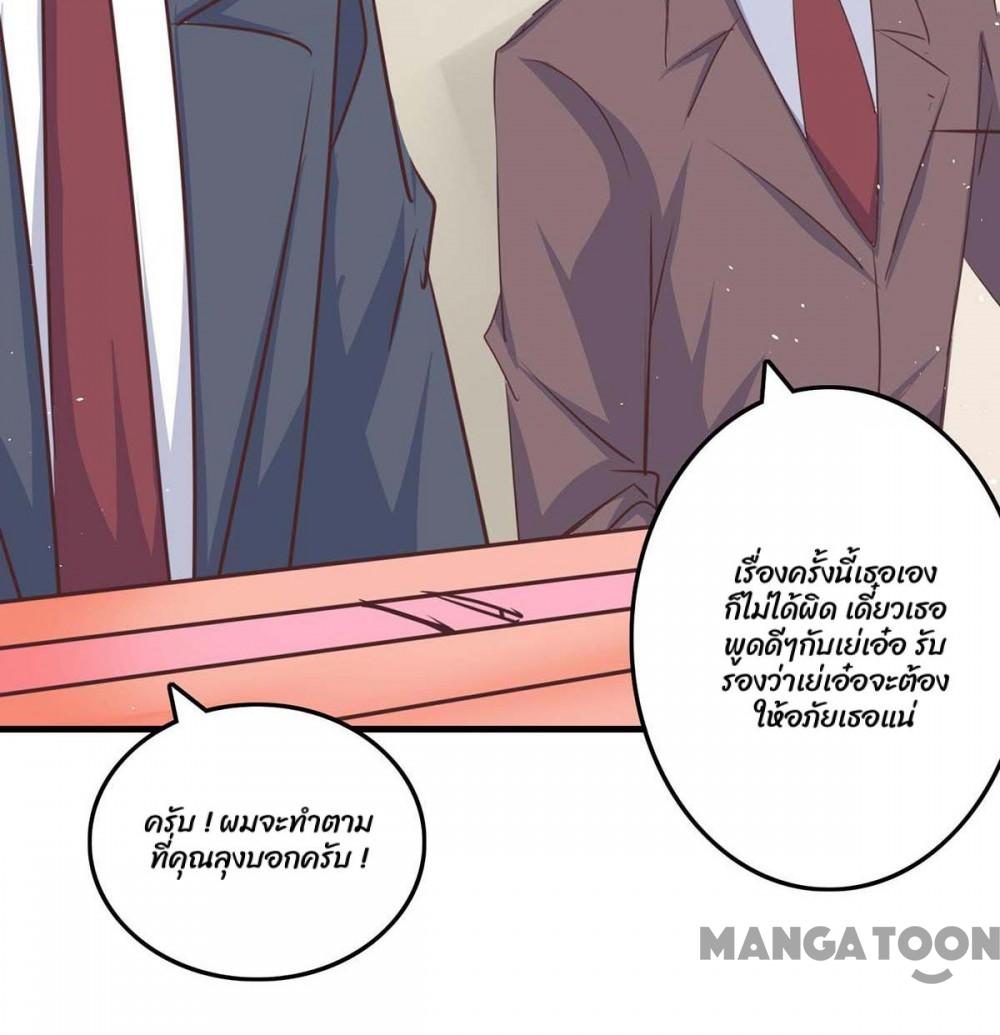 เรื่องครั้งนี้เธอเอง
ก็ไม่ได้ผิด เดี๋ยวเธอ
พูดดีๆกับเย่เอ๋อ รับ
รองว่าเย่เอ๋อจะต้อง
ให้อภัยเธอแน่
ครับ ! ผมจะทำตาม
ที่คุณลุงบอกครับ !
MANGATOON